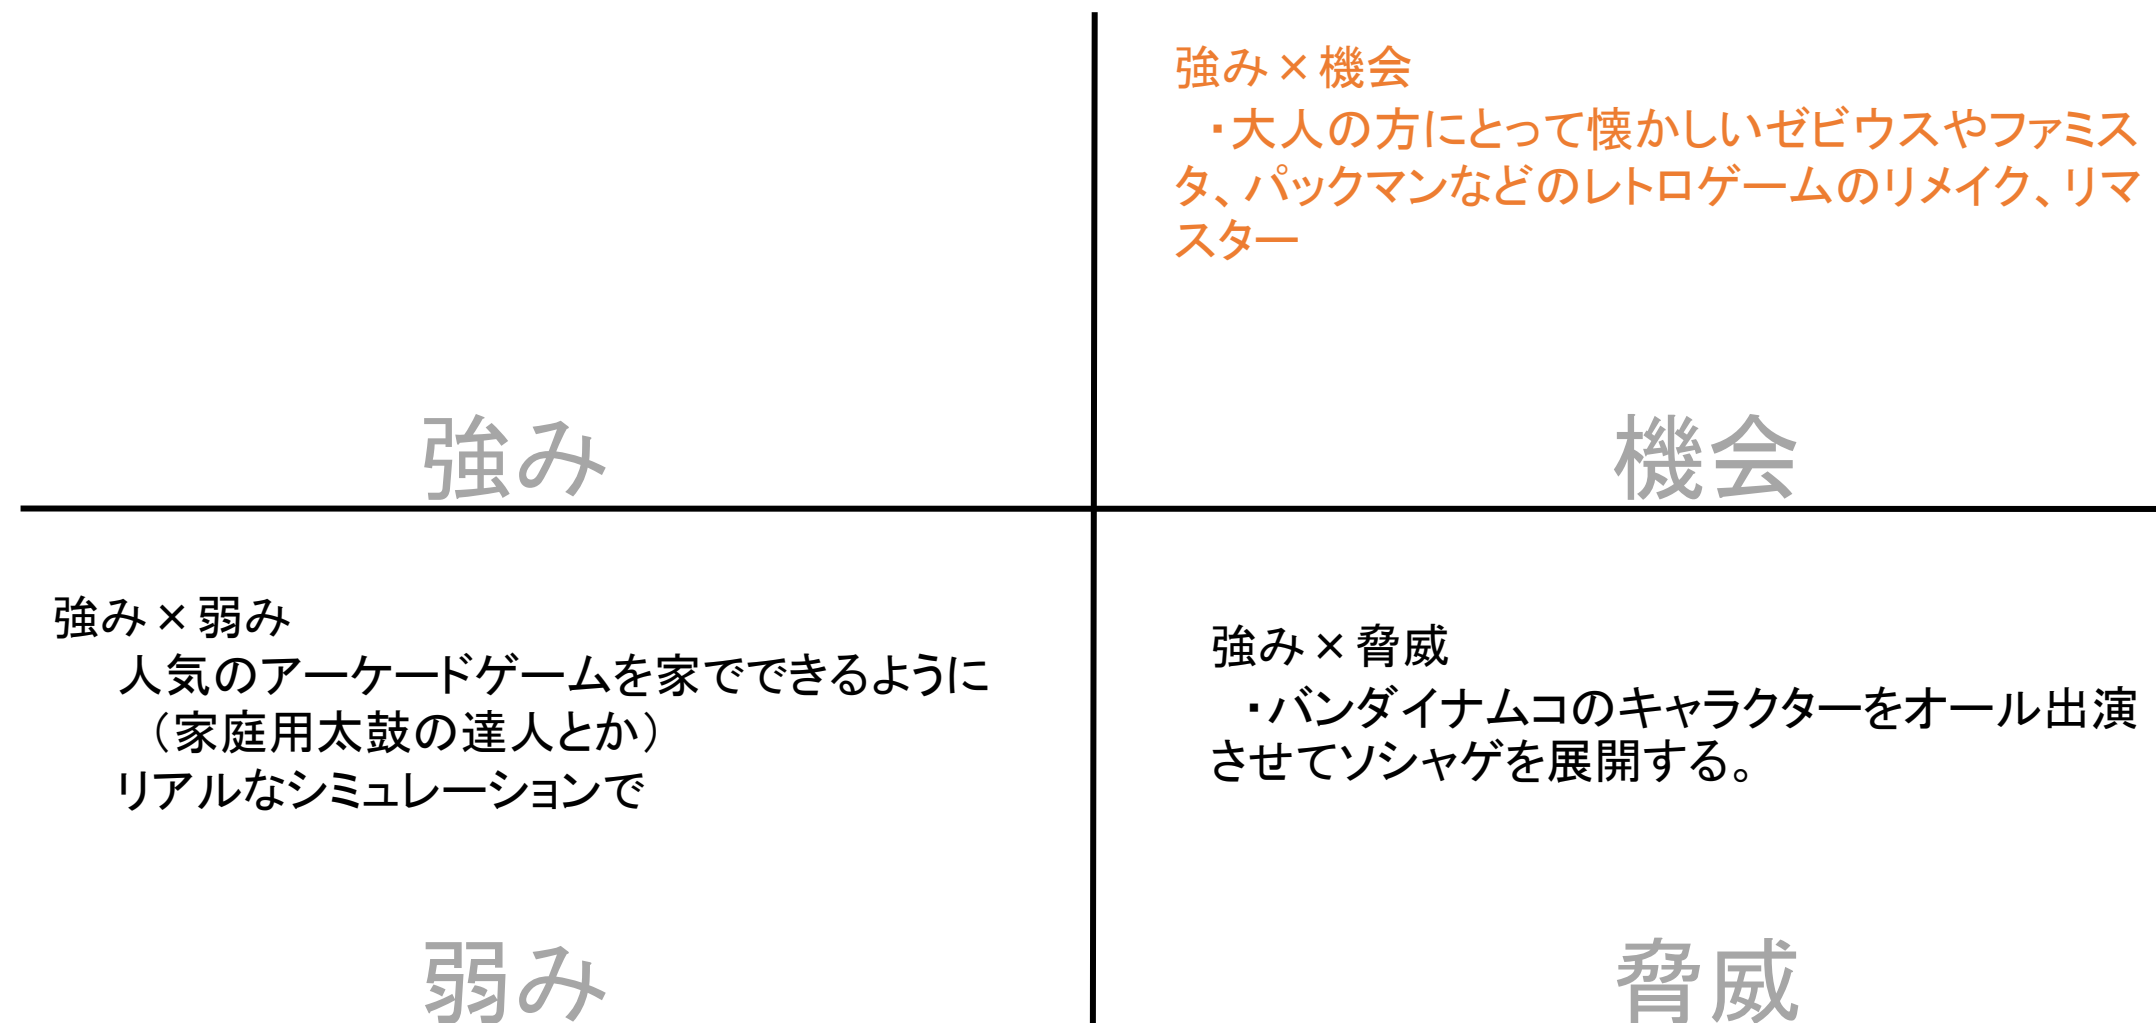 強み×機会
・大人の方にとって懐かしいゼビウスやファミス
タ、パックマンなどのレトロゲームのリメイク、リマ
スター
強み
機会
強み×弱み
人気のアーケードゲームを家でできるように
（家庭用太鼓の達人とか）
リアルなシミュレーションで
強み×脅威
・バンダイナムコのキャラクターをオール出演
させてソシャゲを展開する。
弱み
脅威